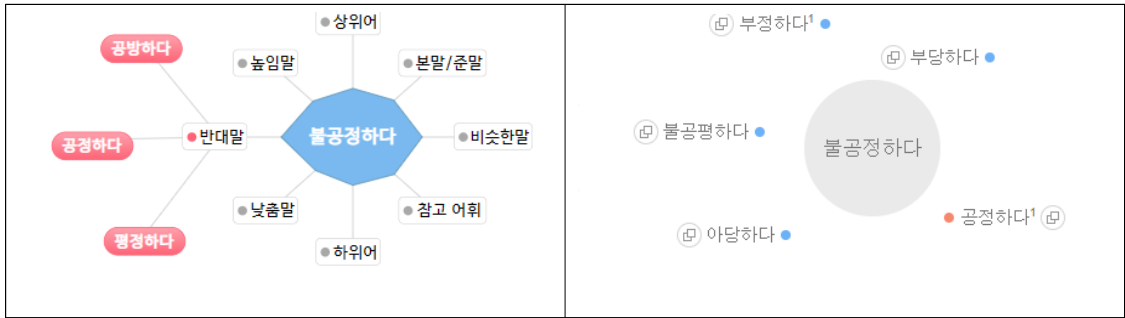 상위어
공방하다
높임말
본말/준말
공정하다
반대말
불공정하다
비슷한말
평정하다
낮춤말
참고 어휘
하위어
부정하다¹
부당하다
불공평하다
불공정하다
공정하다¹
아당하다